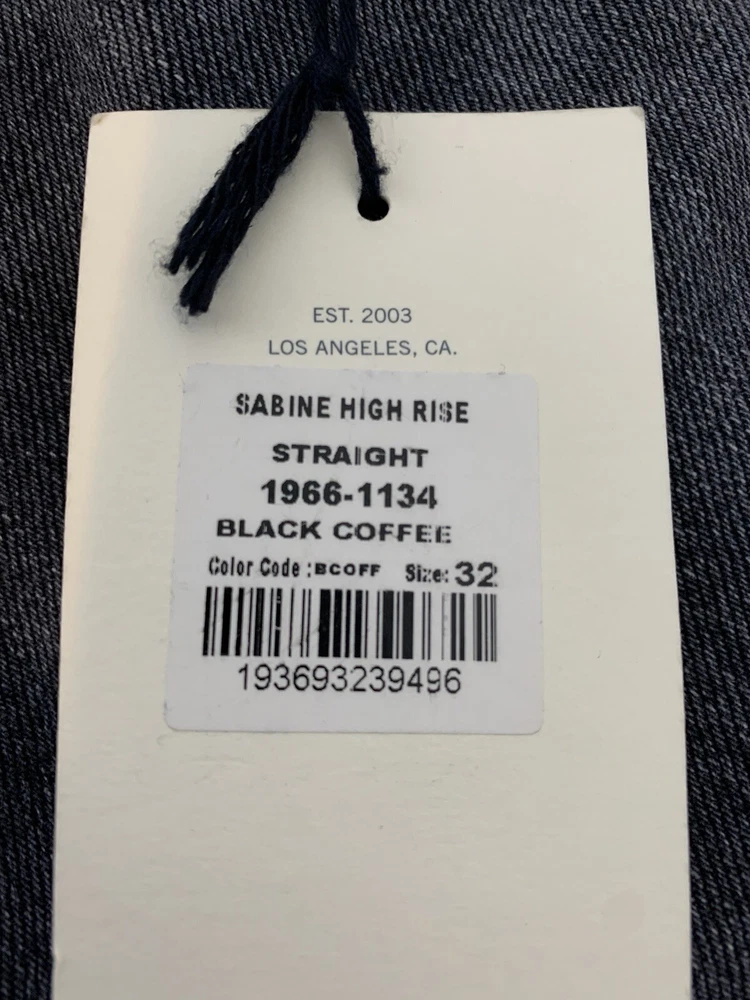 EST. 2003
LOS ANGELES, CA.
SABINE HIGH RISE
STRAIGHT
1966-1134
BLACK COFFEE
Color Code :BCOFF Size: 32
193693239496